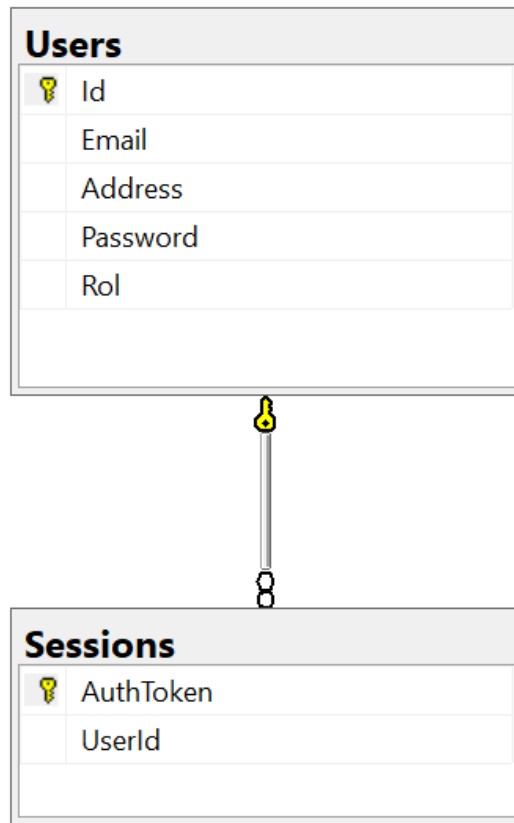 Users
Id
Email
Address
Password
Rol
Sessions
AuthToken
UserId